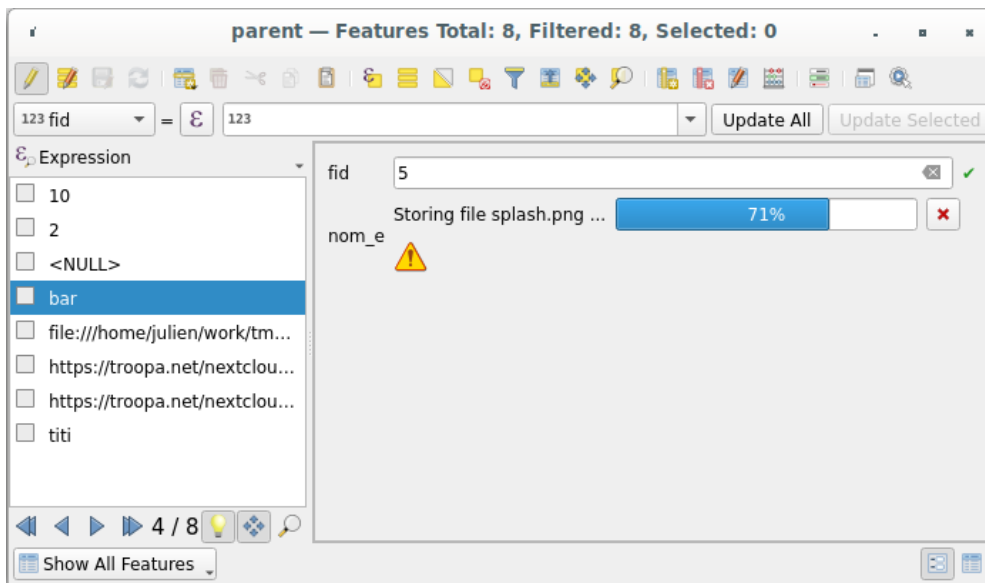 parent — Features Total: 8, Filtered: 8, Selected: 0
123 fid = ε 123 Update All Update Selected
Expression
10
2
<NULL>
bar
file:///home/julien/work/tm...
https://troopa.net/nextclou...
https://troopa.net/nextclou...
titi
fid 5
Storing file splash.png ... 71%
nom_e
4 / 8
Show All Features